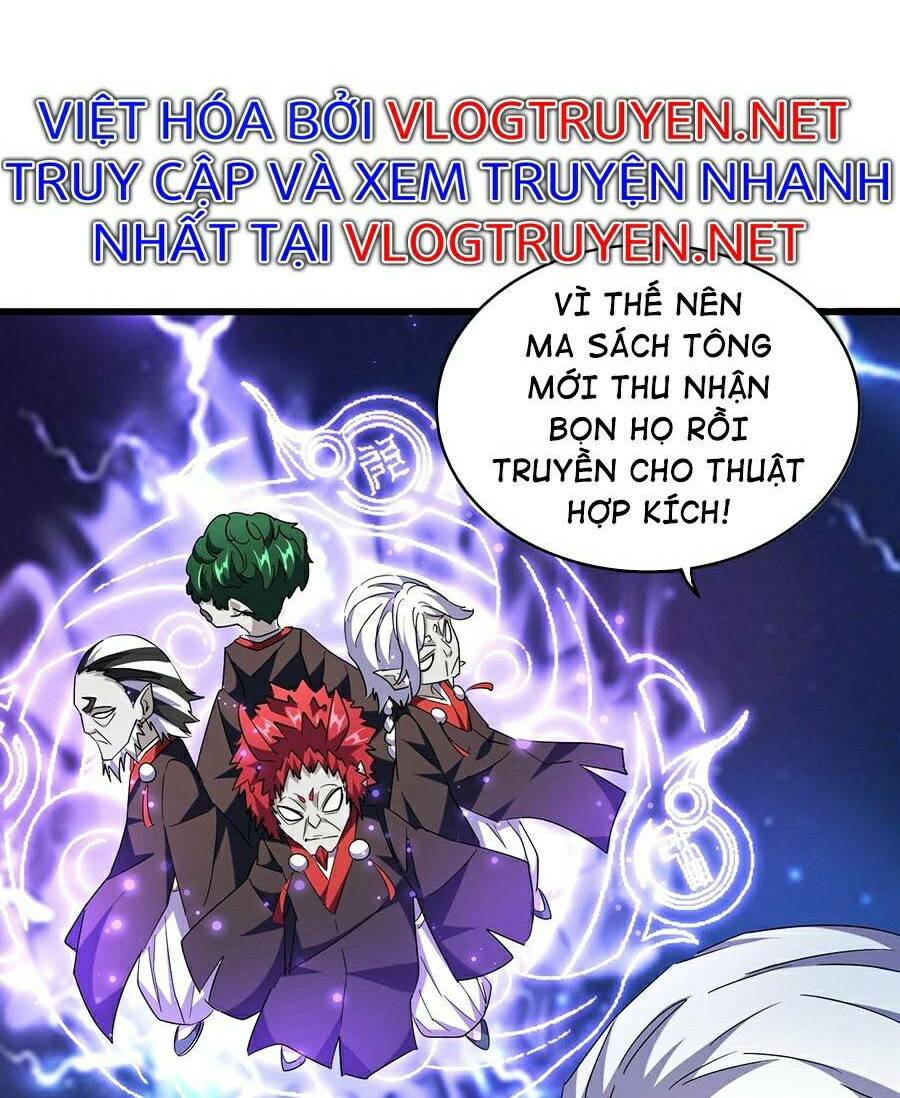 VIỆT HÓA BỞI VLOGTRUYEN.NET
TRUY CẬP VÀ XEM TRUYỆN NHANH
NHẤT TẠI VLOGTRUYEN.NET
VÌ THẾ NÊN
MA SÁCH TÔNG
MỚI THU NHẬN
BỌN HỌ RỒI
TRUYỀN CHO THUẬT
HỢP KÍCH!